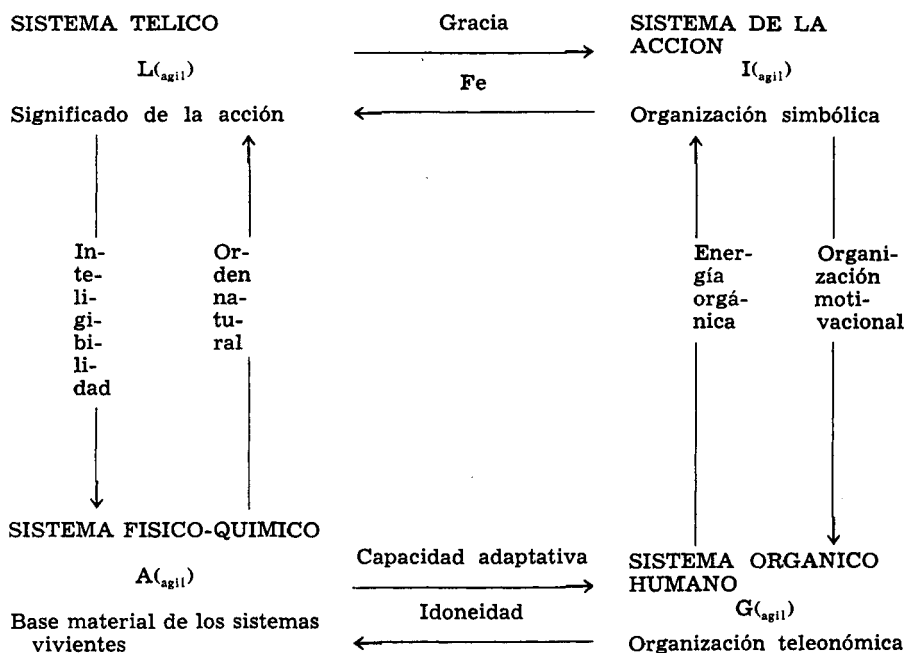 SISTEMA TELICO
Gracia
SISTEMA DE LA
ACCION
L(agil)
I(agil)
Fe
Significado de la acción
Organización simbólica
In-
te-
li-
gi-
bi-
li-
dad
Or-
den
na-
tu-
ral
Ener-
gía
orgá-
nica
Organi-
zación
moti-
vacional
SISTEMA FISICO-QUIMICO
Capacidad adaptativa
SISTEMA ORGANICO
HUMANO
A(agil)
G(agil)
Idoneidad
Base material de los sistemas
vivientes
Organización teleonómica